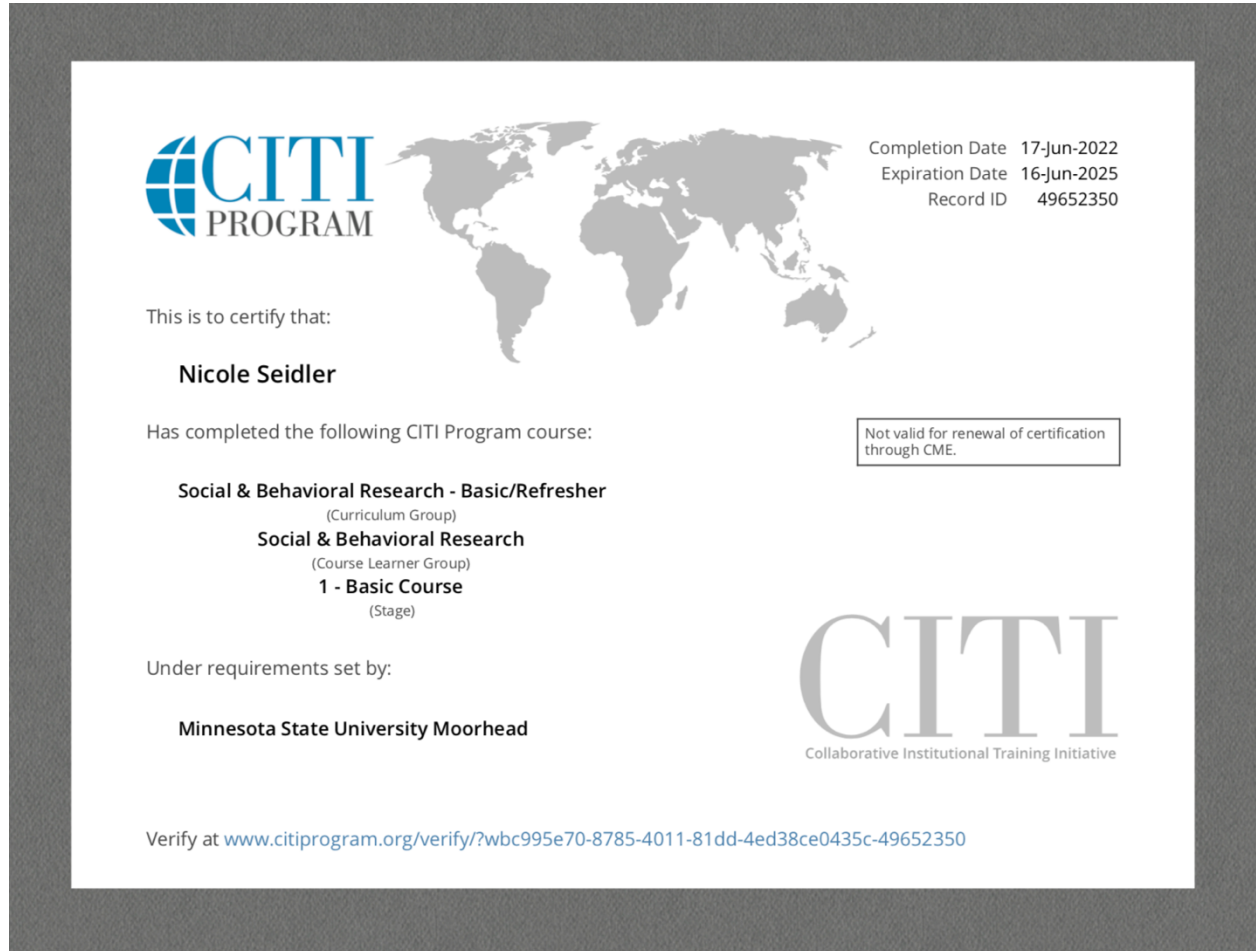 CITI
PROGRAM
Completion Date 17-Jun-2022
Expiration Date 16-Jun-2025
Record ID 49652350
This is to certify that:
Nicole Seidler
Has completed the following CITI Program course:
Not valid for renewal of certification
through CME.
Social & Behavioral Research - Basic/Refresher
(Curriculum Group)
Social & Behavioral Research
(Course Learner Group)
1 - Basic Course
(Stage)
Under requirements set by:
Minnesota State University Moorhead
CITI
Collaborative Institutional Training Initiative
Verify at www.citiprogram.org/verify/?wbc995e70-8785-4011-81dd-4ed38ce0435c-49652350